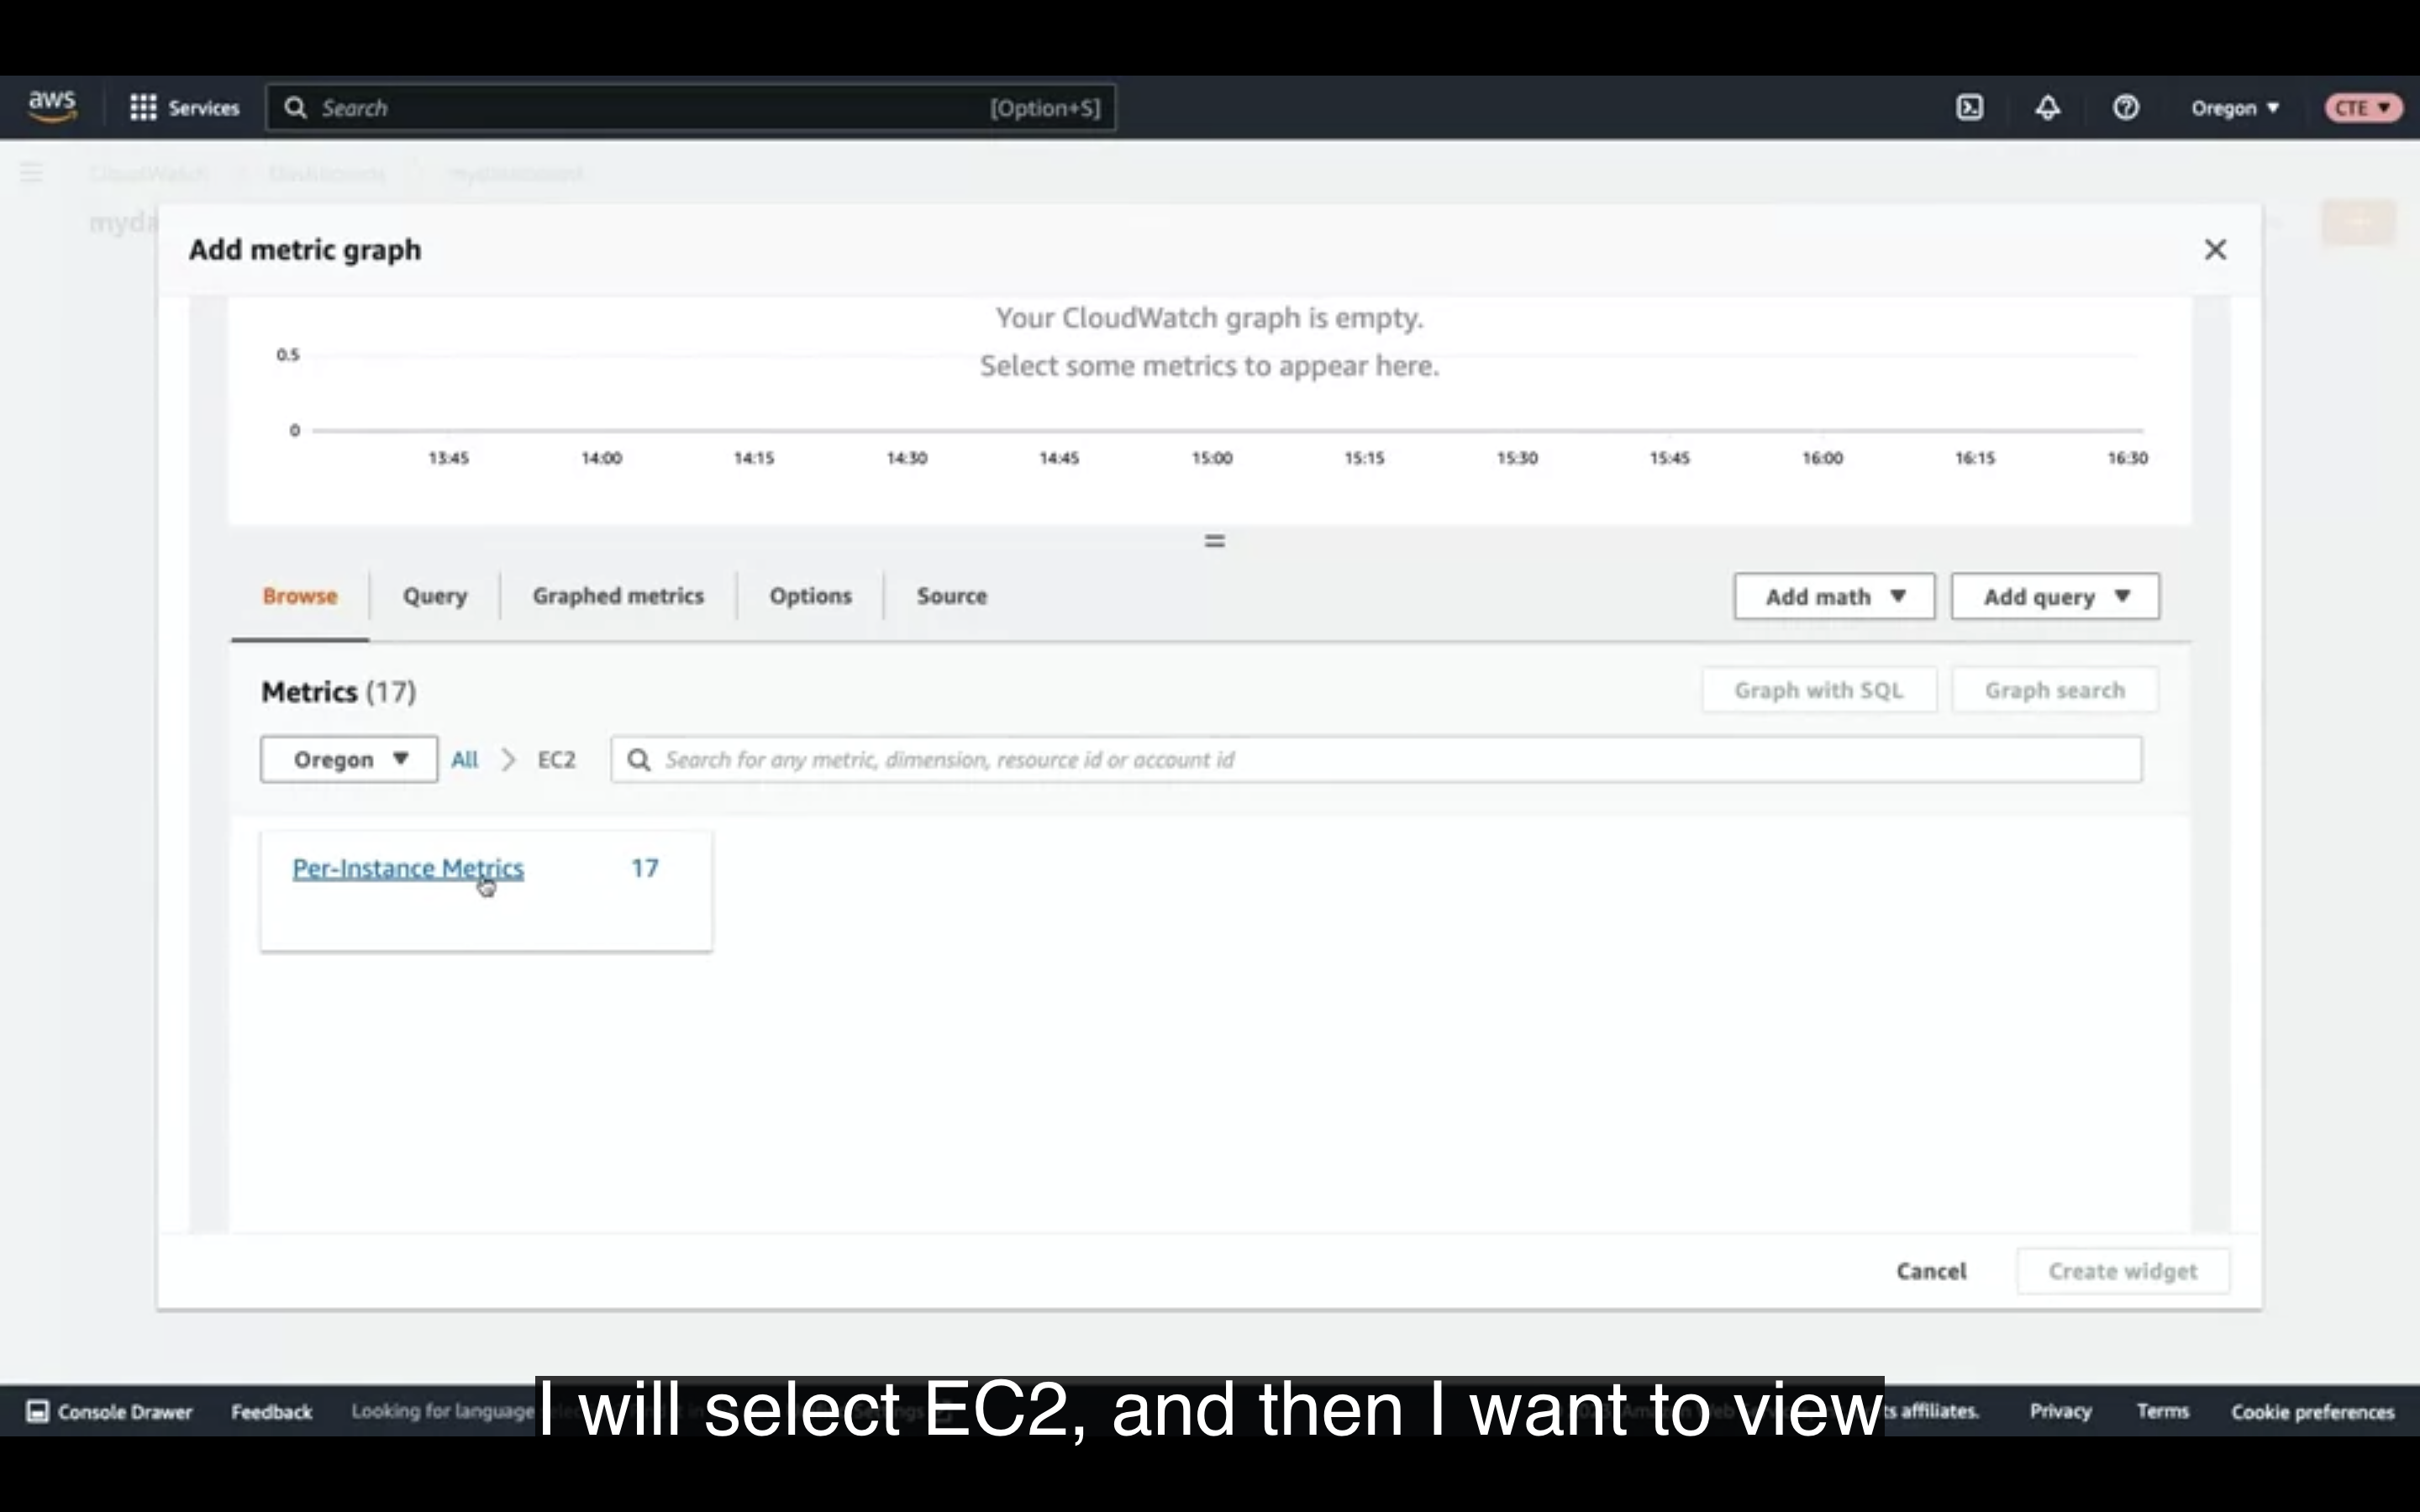 aws
Services
Search
[Option+S]
Oregon
CTE
CloudWatch
Dashboards
mydashboard
myda
Add metric graph
Your CloudWatch graph is empty.
0.5
Select some metrics to appear here.
0
13:45 14:00 14:15 14:30 14:45 15:00 15:15 15:30 15:45 16:00 16:15 16:30
Browse
Query
Graphed metrics
Options
Source
Add math
Add query
Metrics (17)
Graph with SQL
Graph search
Oregon
All
EC2
Search for any metric, dimension, resource id or account id
Per-Instance Metrics 17
Cancel
Create widget
Console Drawer
Feedback
Looking for language
ts affiliates.
Privacy
Terms
Cookie preferences
I will select EC2, and then I want to view